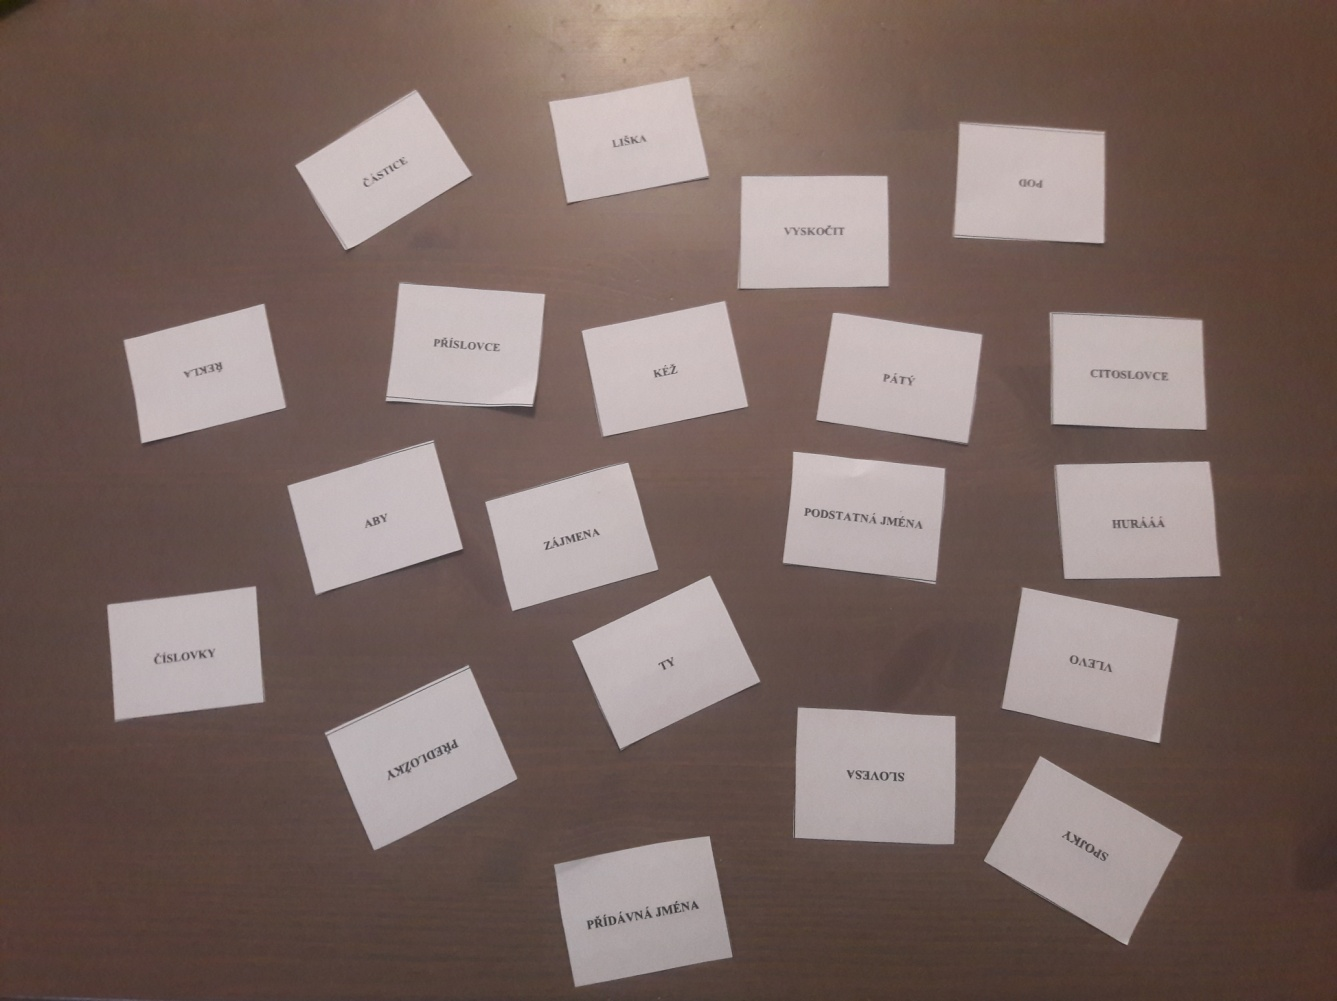 ČÁSTICE
LIŠKA
POD
VYSKOČIT
ŘEKLA
PŘÍSLOVCE
KÉŽ
PÁTÝ
CITOSLOVCE
ABY
ZÁJMENA
PODSTATNÁ JMÉNA
HURÁÁÁ
ČÍSLOVKY
TY
VLEVO
PŘEDLOŽKY
SLOVESA
SPOJKY
PŘÍDÁVNÁ JMÉNA